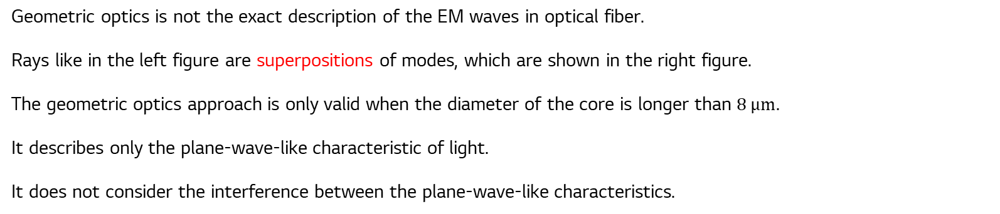 Geometric optics is not the exact description of the EM waves in optical fiber.
Rays like in the left figure are superpositions of modes, which are shown in the right figure.
The geometric optics approach is only valid when the diameter of the core is longer than 8 μm.
It describes only the plane-wave-like characteristic of light.
It does not consider the interference between the plane-wave-like characteristics.